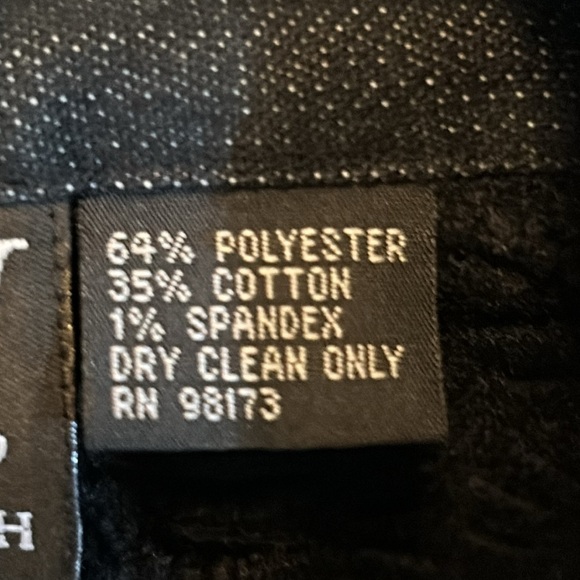 64% POLYESTER
35% COTTON
1% SPANDEX
DRY CLEAN ONLY
RN 98173
H